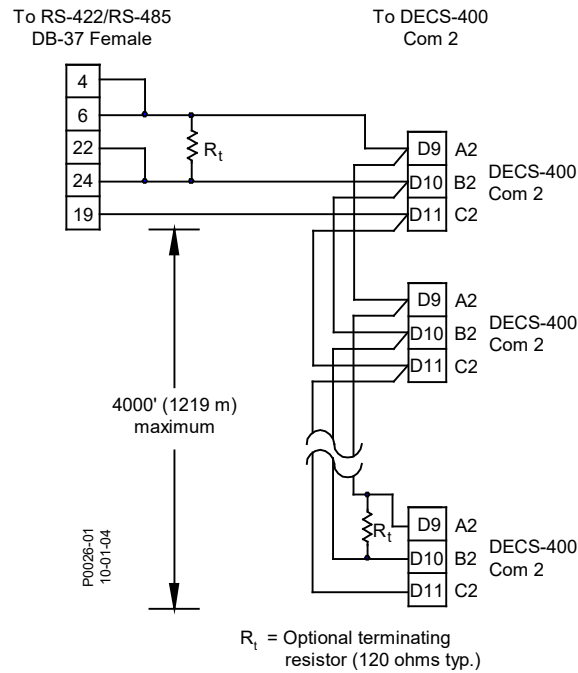 To RS-422/RS-485
DB-37 Female
To DECS-400
Com 2
4
6
22
24
19
Rt
D9 A2
D10 B2
D11 C2
DECS-400
Com 2
D9 A2
D10 B2
D11 C2
DECS-400
Com 2
4000' (1219 m)
maximum
P0026-01
10-01-04
Rt
D9 A2
D10 B2
D11 C2
DECS-400
Com 2
Rt = Optional terminating
resistor (120 ohms typ.)